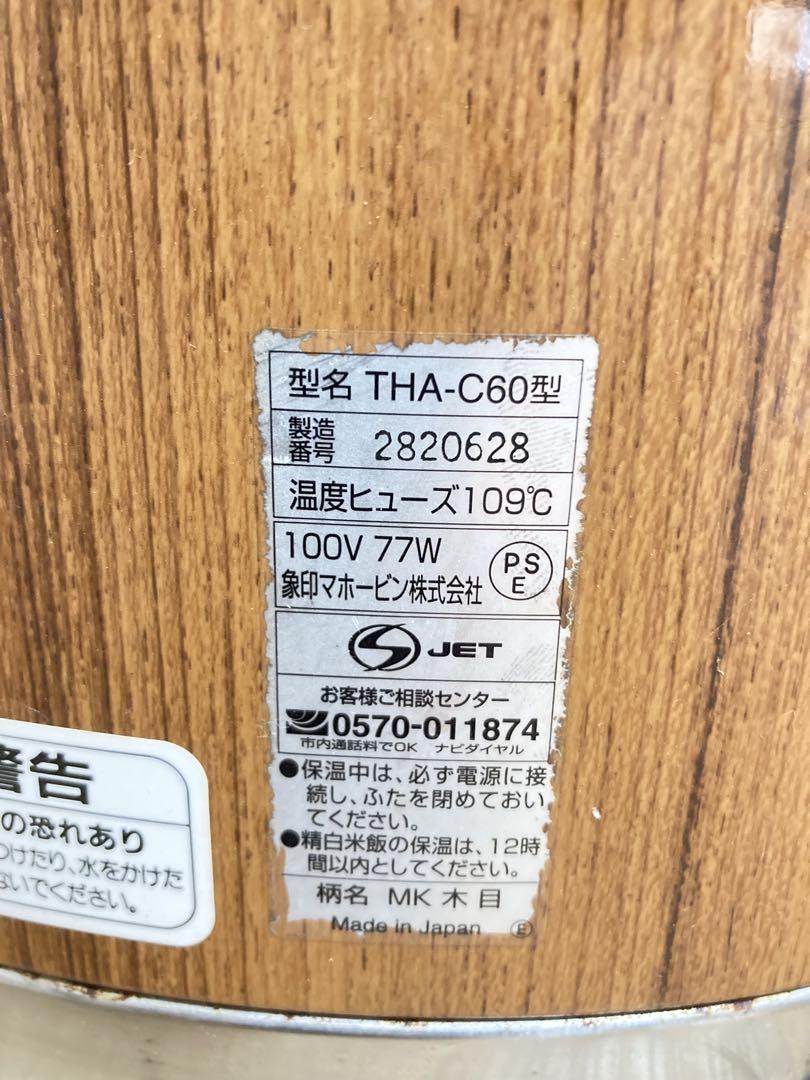 型名 THA-C60型
製造番号 2820628
温度ヒューズ109℃
100V 77W
象印マホービン株式会社
PS
E
JET
お客様ご相談センター
0570-011874
市内通話料でOK ナビダイヤル
●保温中は、必ず電源に接
続し、ふたを閉めておい
てください。
●精白米飯の保温は、12時
間以内としてください。
柄名 MK 木目
Made in Japan Ⓔ
警告
の恐れあり
つけたり、水をかけた
ないでください。